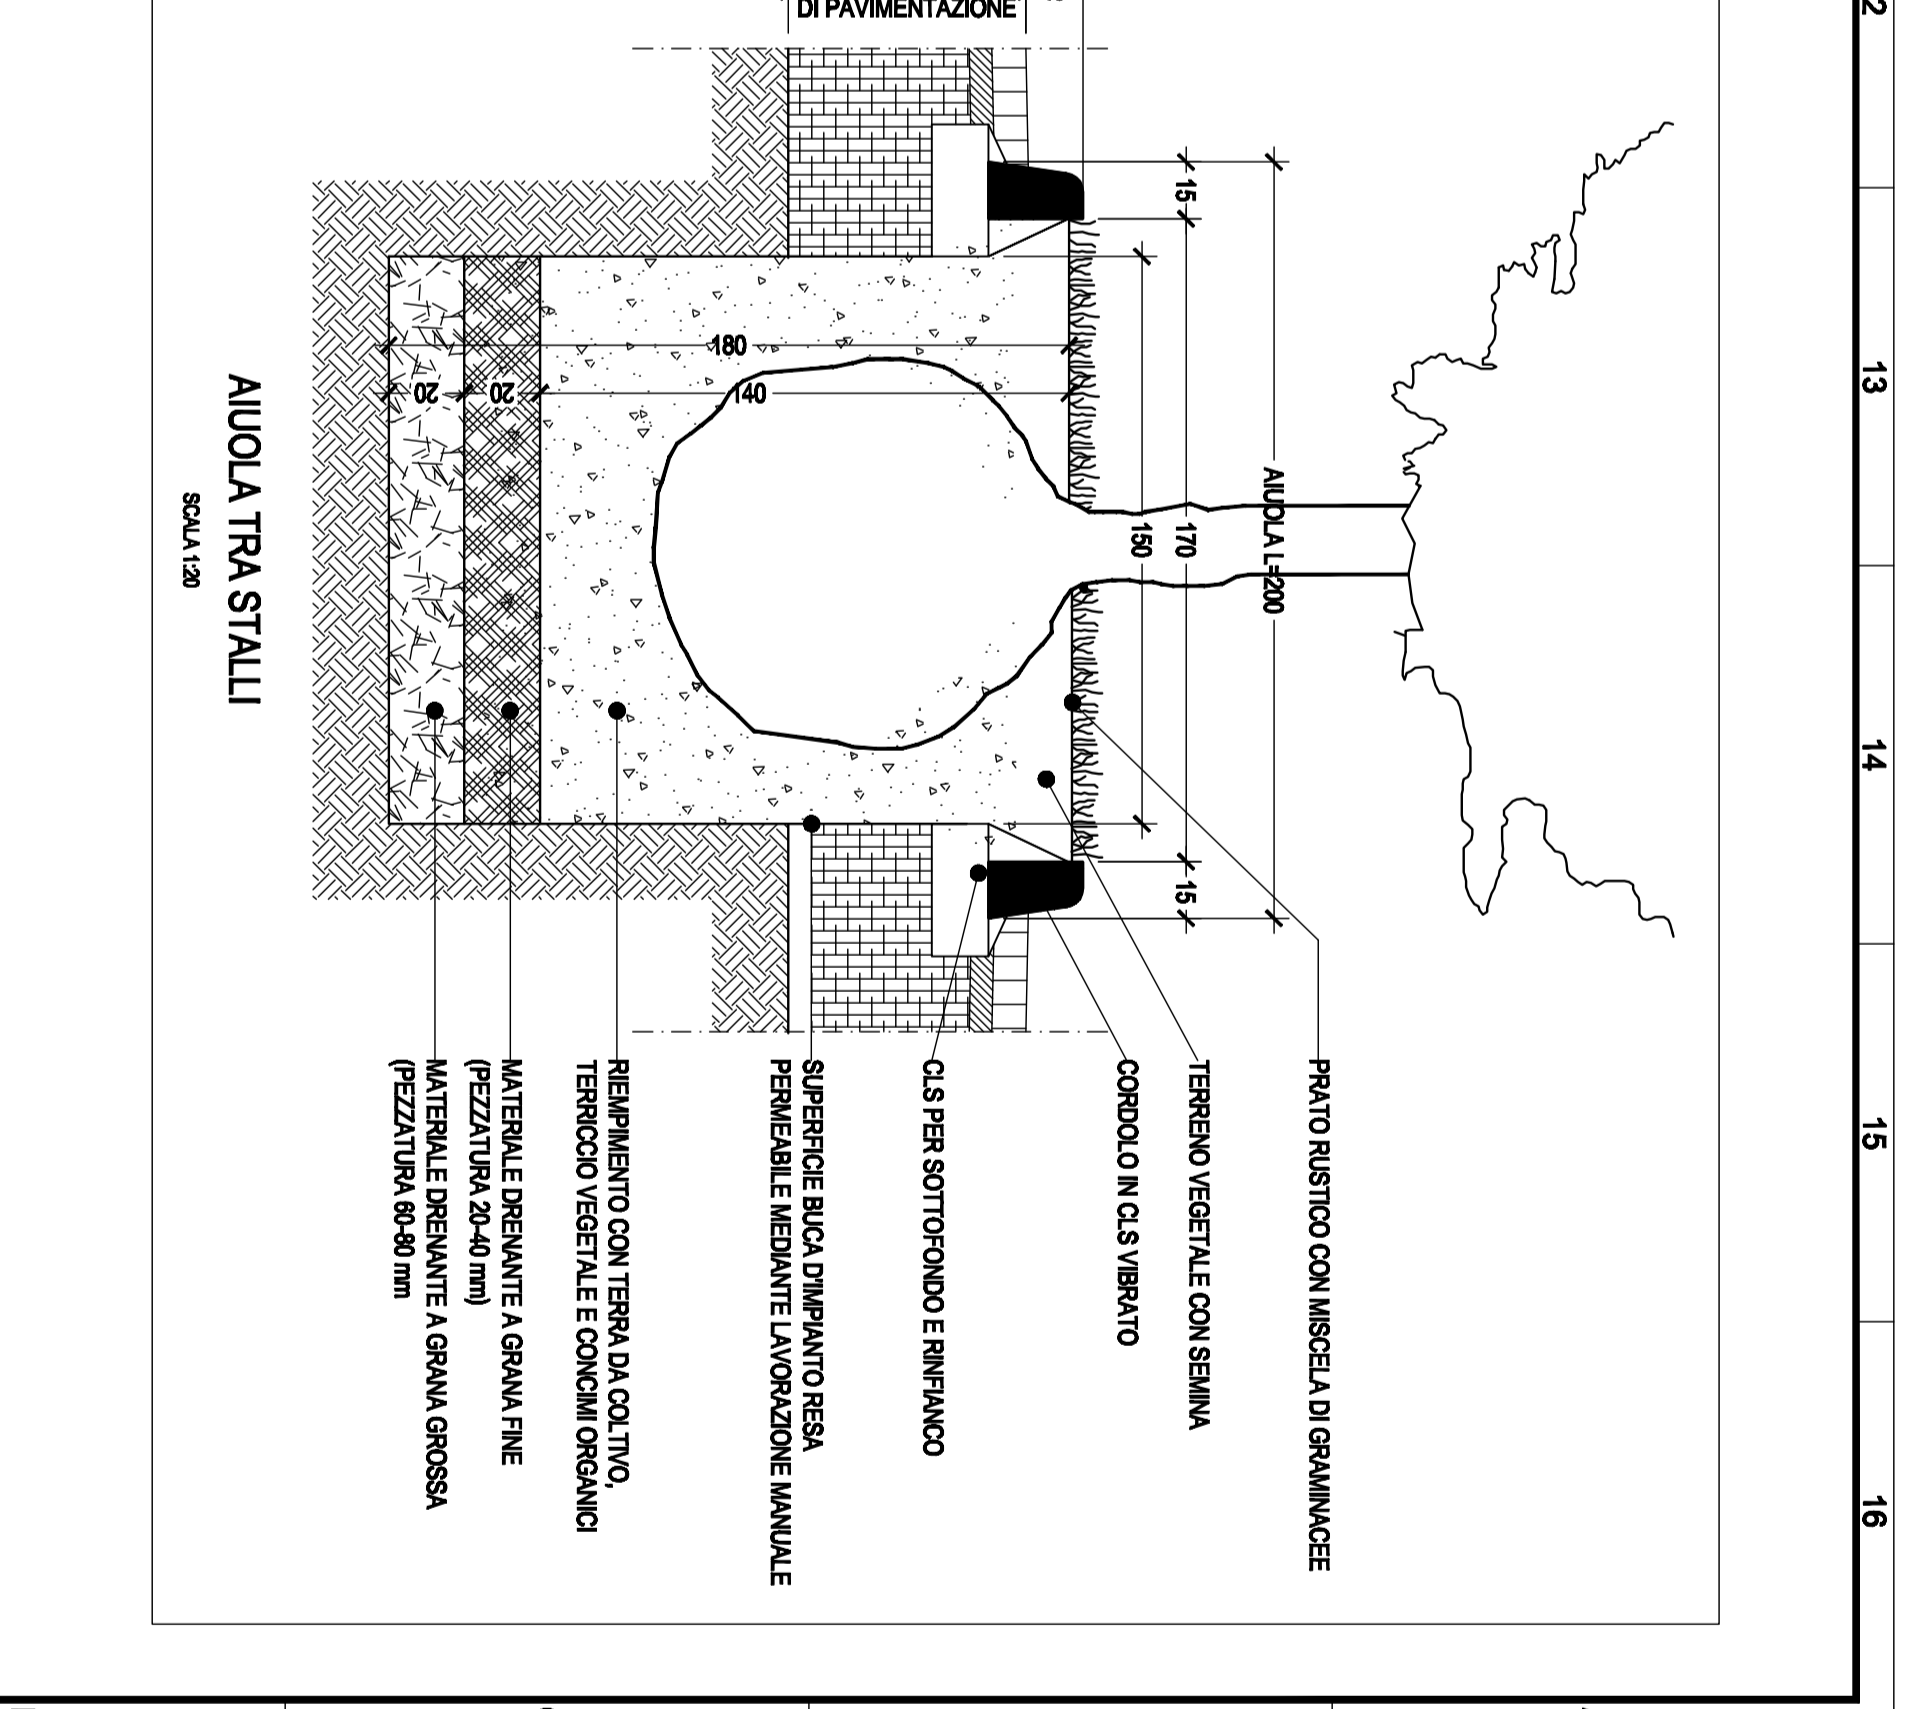 DI PAVIMENTAZIONE
2
13
14
15
16
AIUOLA L=200
15
170
15
150
180
140
20
20
PRATO RUSTICO CON MISCELA DI GRAMINACEE
TERRENO VEGETALE CON SEMINA
CORDOLO IN CLS VIBRATO
CLS PER SOTTOFONDO E RINFIANCO
SUPERFICIE BUCA D'IMPIANTO RESA
PERMEABILE MEDIANTE LAVORAZIONE MANUALE
RIEMPIMENTO CON TERRA DA COLTIVO,
TERRICCIO VEGETALE E CONCIMI ORGANICI
MATERIALE DRENANTE A GRANA FINE
(PEZZATURA 20-40 mm)
MATERIALE DRENANTE A GRANA GROSSA
(PEZZATURA 60-80 mm
AIUOLA TRA STALLI
SCALA 1:20